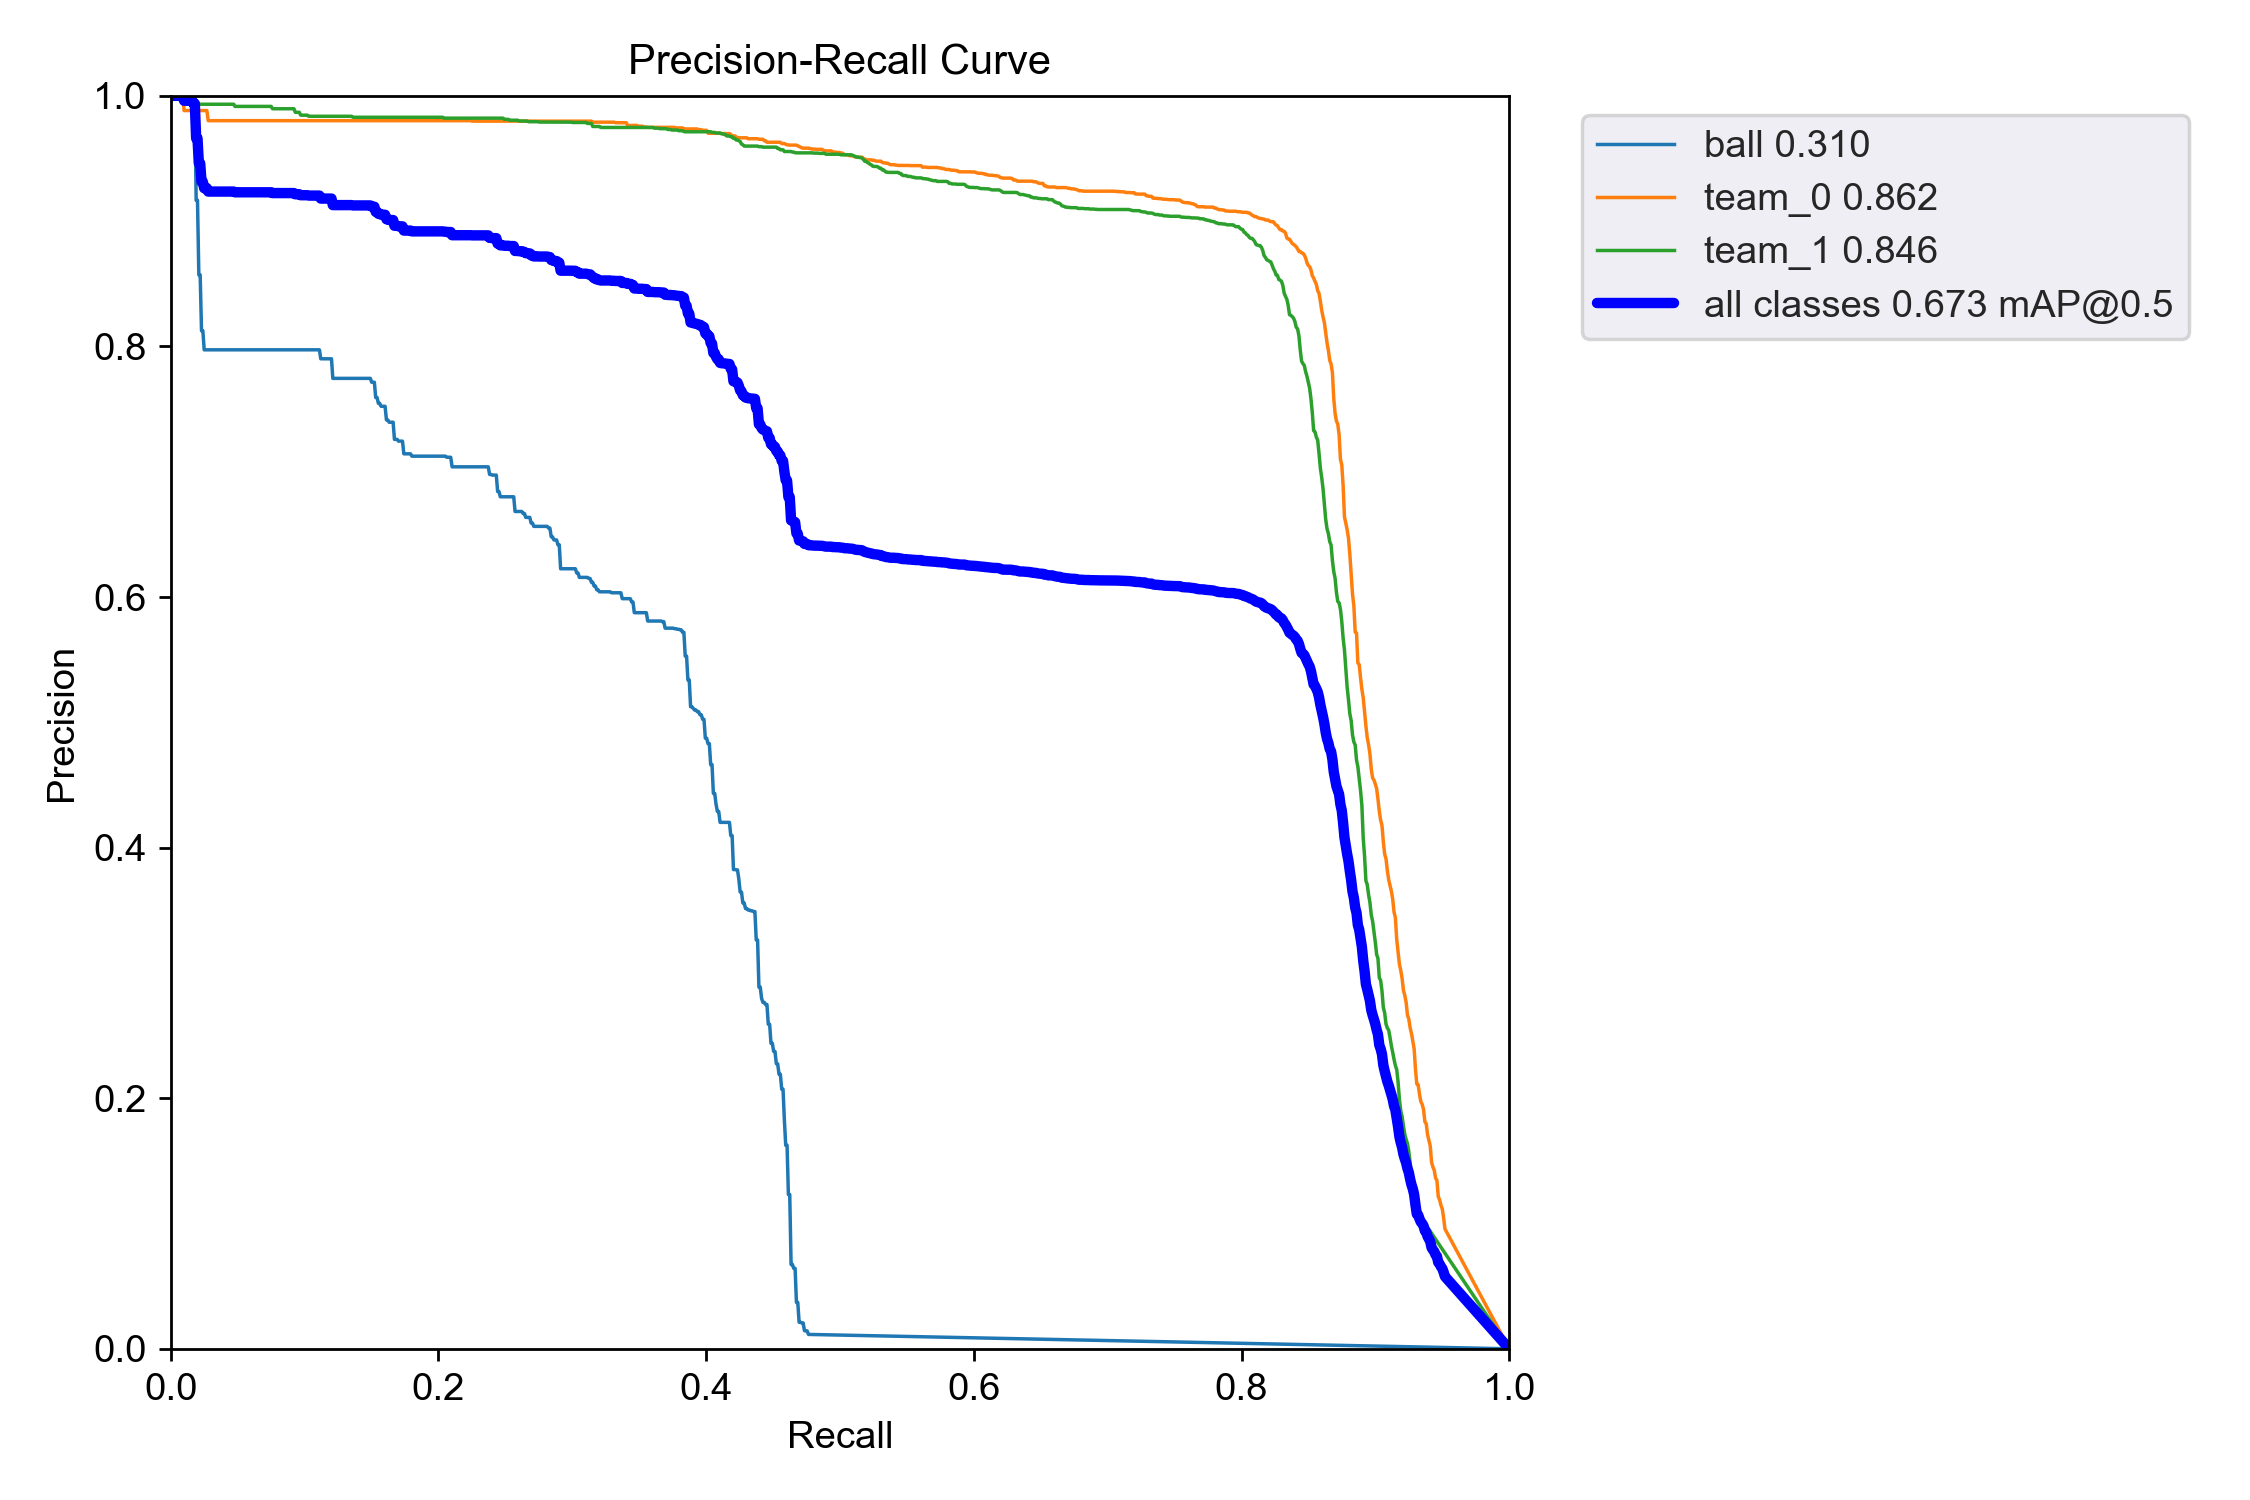 Precision-Recall Curve
1.0
0.8
0.6
0.4
0.2
0.0
Precision
0.0 0.2 0.4 0.6 0.8 1.0
Recall
ball 0.310
team_0 0.862
team_1 0.846
all classes 0.673 mAP@0.5